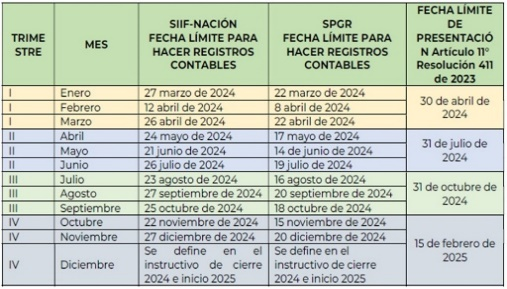 TRIME
STRE
MES
SIIF-NACIÓN
FECHA LÍMITE PARA
HACER REGISTROS
CONTABLES
SPGR
FECHA LÍMITE PARA
HACER REGISTROS
CONTABLES
FECHA LÍMITE
DE
PRESENTACIÓ
N Artículo 11°
Resolución 411
de 2023
I Enero 27 marzo de 2024 22 marzo de 2024
I Febrero 12 abril de 2024 8 abril de 2024
I Marzo 26 abril de 2024 22 abril de 2024
30 de abril de
2024
II Abril 24 mayo de 2024 17 mayo de 2024
II Mayo 21 junio de 2024 14 de junio de 2024
II Junio 26 julio de 2024 19 julio de 2024
31 de julio de
2024
III Julio 23 agosto de 2024 16 agosto de 2024
III Agosto 27 septiembre de 2024 20 septiembre de 2024
III Septiembre 25 octubre de 2024 18 octubre de 2024
31 de octubre de
2024
IV Octubre 22 noviembre de 2024 15 noviembre de 2024
IV Noviembre 27 diciembre de 2024 20 diciembre de 2024
IV Diciembre
Se define en el
instructivo de cierre
2024 e inicio 2025
Se define en el
instructivo de cierre
2024 e inicio 2025
15 de febrero de
2025